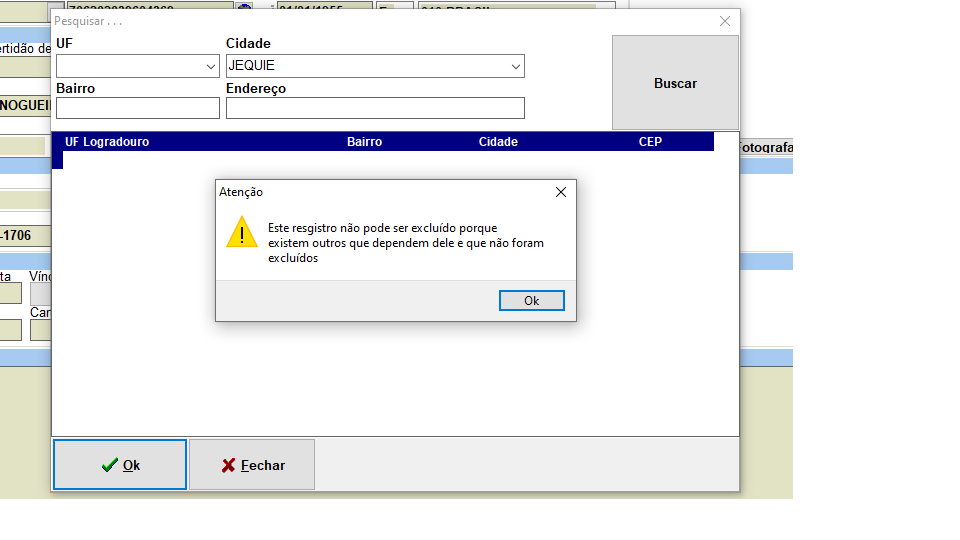 Pesquisar . . .
UF
Cidade
JEQUIE
Bairro
Endereço
Buscar
UF Logradouro Bairro Cidade CEP
Atenção
Este resgistro não pode ser excluído porque
existem outros que dependem dele e que não foram
excluídos
Ok
Ok
Fechar
ertidão de
NOGUEI
-1706
ta
Vínc
Car
Fotografa